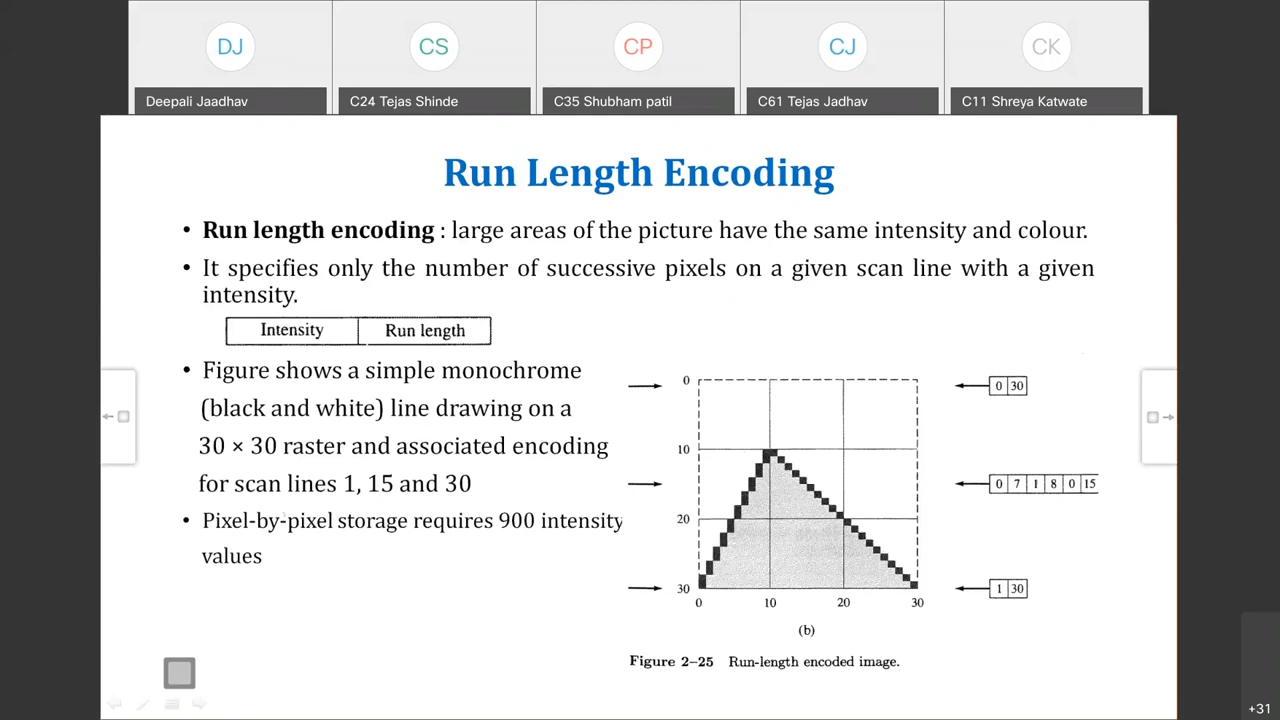 DJ
CS
CP
CJ
CK
Deepali Jaadhav
C24 Tejas Shinde
C35 Shubham patil
C61 Tejas Jadhav
C11 Shreya Katwate
Run Length Encoding
• Run length encoding : large areas of the picture have the same intensity and colour.
• It specifies only the number of successive pixels on a given scan line with a given
intensity.
Intensity Run length
• Figure shows a simple monochrome
(black and white) line drawing on a
30 × 30 raster and associated encoding
for scan lines 1, 15 and 30
• Pixel-by-pixel storage requires 900 intensity
values
0
10
20
30
0 10 20 30
0 30
0 7 1 8 0 15
1 30
(b)
Figure 2–25 Run-length encoded image.
+31